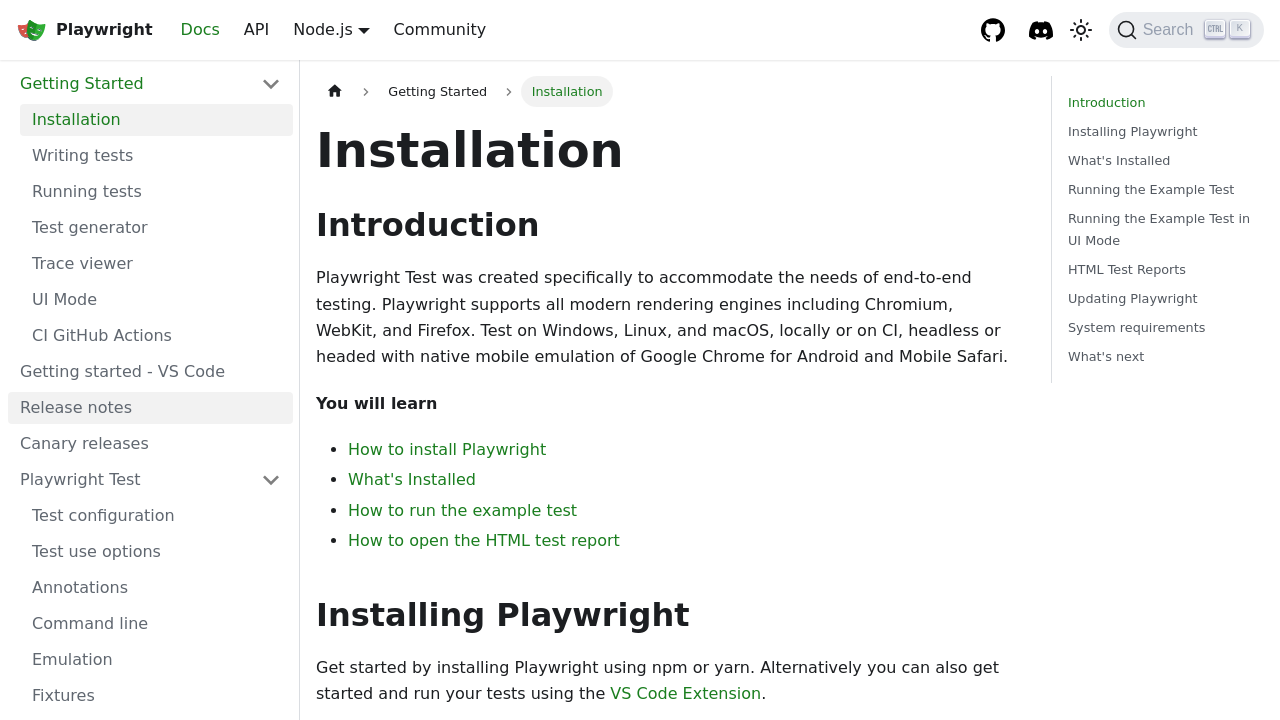 Playwright
Docs
API
Node.js
Community
Search
CTRL
K
Getting Started
Installation
Writing tests
Running tests
Test generator
Trace viewer
UI Mode
CI GitHub Actions
Getting started - VS Code
Release notes
Canary releases
Playwright Test
Test configuration
Test use options
Annotations
Command line
Emulation
Fixtures
Getting Started
Installation
Installation
Introduction
Playwright Test was created specifically to accommodate the needs of end-to-end
testing. Playwright supports all modern rendering engines including Chromium,
WebKit, and Firefox. Test on Windows, Linux, and macOS, locally or on CI, headless or
headed with native mobile emulation of Google Chrome for Android and Mobile Safari.
You will learn
How to install Playwright
What's Installed
How to run the example test
How to open the HTML test report
Installing Playwright
Get started by installing Playwright using npm or yarn. Alternatively you can also get
started and run your tests using the VS Code Extension.
Introduction
Installing Playwright
What's Installed
Running the Example Test
Running the Example Test in
UI Mode
HTML Test Reports
Updating Playwright
System requirements
What's next